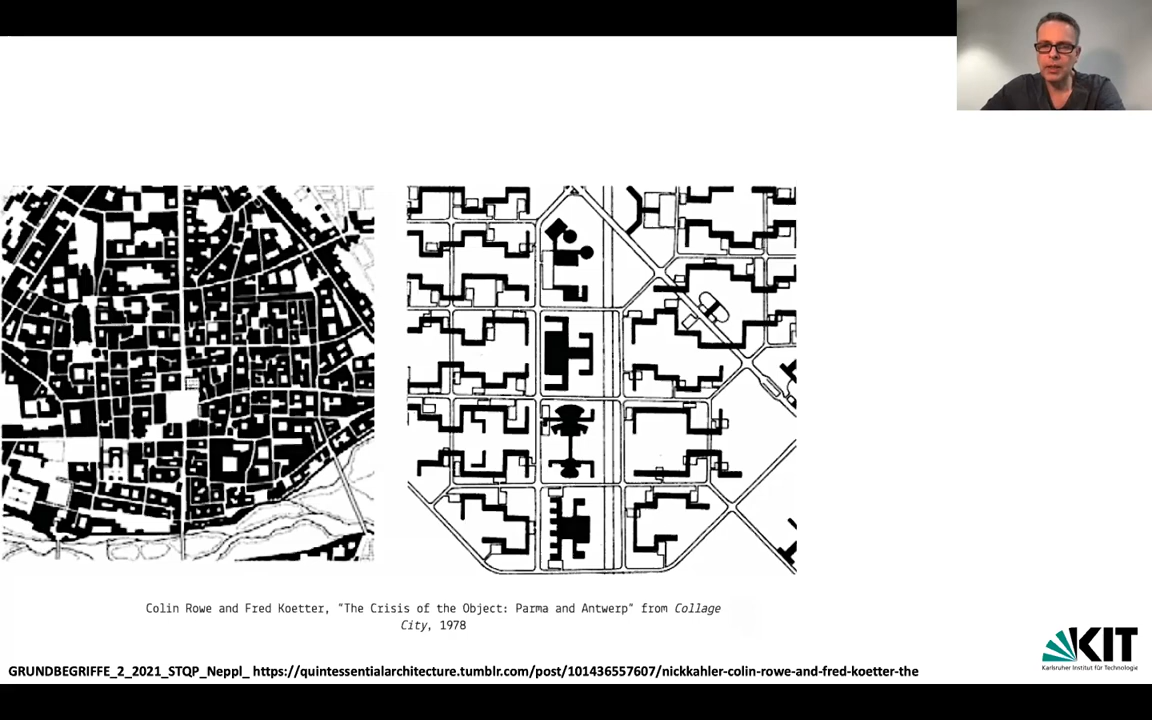 Colin Rowe and Fred Koetter, "The Crisis of the Object: Parma and Antwerp" from Collage
City, 1978
KIT
Karlsruher Institut für Technologie
GRUNDBEGRIFFE_2_2021_STQP_Neppl_ https://quintessentialarchitecture.tumblr.com/post/101436557607/nickkahler-colin-rowe-and-fred-koetter-the